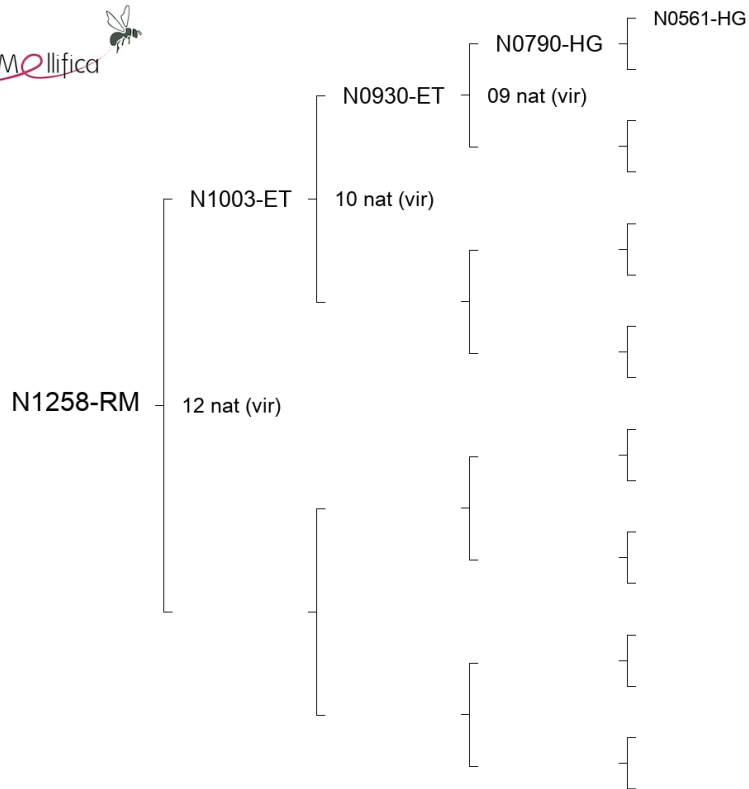 Mellifica
N0561-HG
N0790-HG
N0930-ET 09 nat (vir)
N1003-ET 10 nat (vir)
N1258-RM 12 nat (vir)